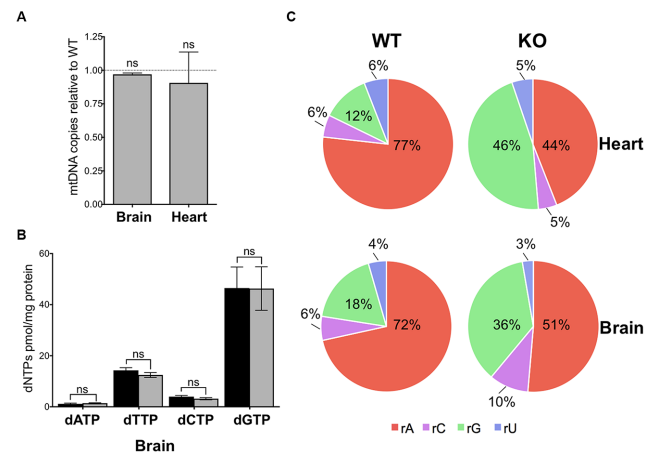 A
mtDNA copies relative to WT
1.25
1.00
0.75
0.50
0.25
0.00
ns
ns
Brain
Heart
B
dNTPs pmol/mg protein
60
40
20
0
ns
ns
ns
ns
dATP
dTTP
dCTP
dGTP
Brain
C
WT
KO
6%
6%
12%
77%
5%
46%
44%
5%
Heart
4%
6%
18%
72%
3%
36%
51%
10%
Brain
rA rC rG rU